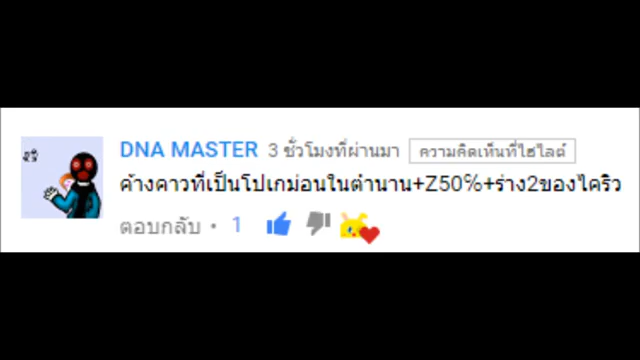 DNA MASTER 3 ชั่วโมงที่ผ่านมา ความคิดเห็นที่ไฮไลต์
ค้างคาวที่เป็นโปเกม่อนในตำนาน+Z50%+ร่าง2ของไคริว
ตอบกลับ • 1